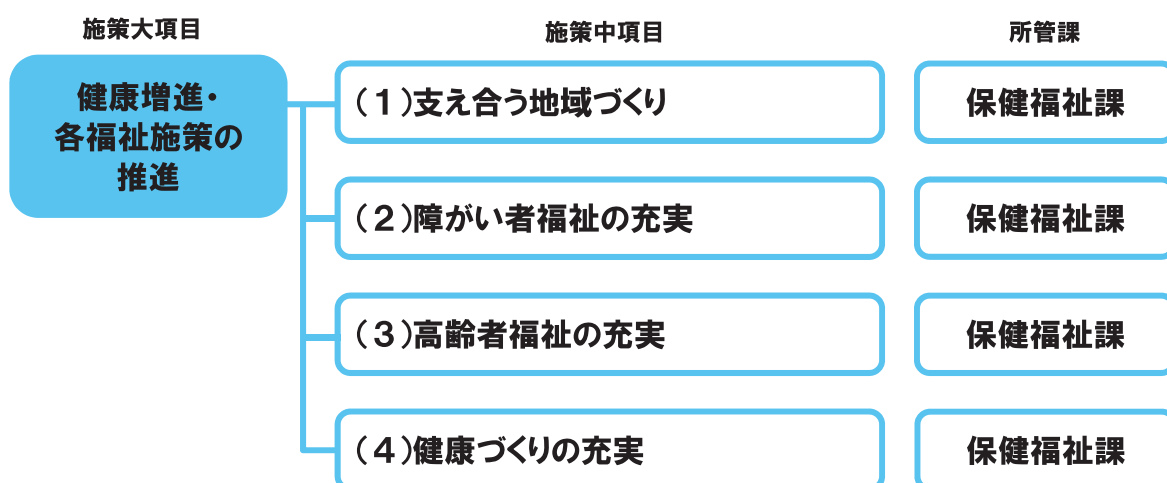 施策大項目 施策中項目 所管課
健康増進・
各福祉施策の
推進
（1）支え合う地域づくり 保健福祉課
（2）障がい者福祉の充実 保健福祉課
（3）高齢者福祉の充実 保健福祉課
（4）健康づくりの充実 保健福祉課